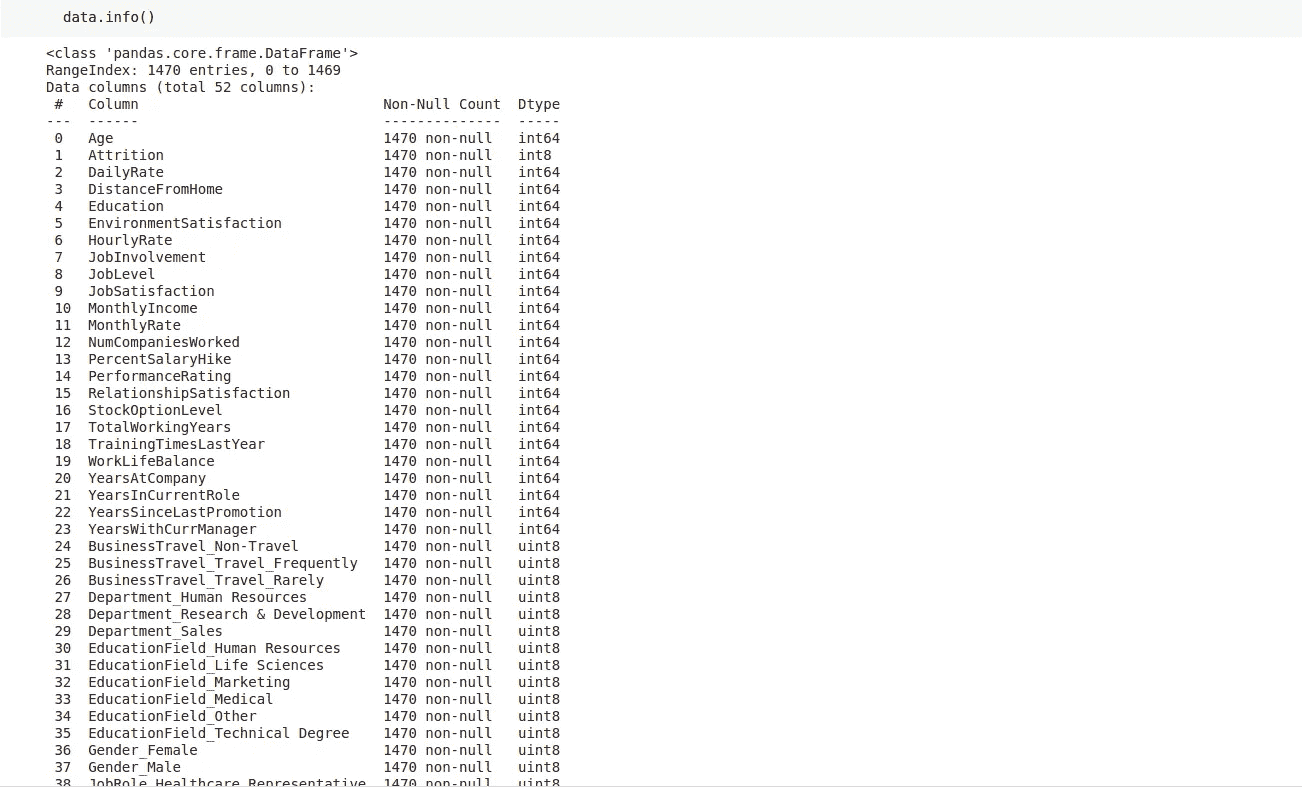 data.info()
<class 'pandas.core.frame.DataFrame'>
RangeIndex: 1470 entries, 0 to 1469
Data columns (total 52 columns):
 #   Column                             Non-Null Count  Dtype
---  ------                             --------------  -----
 0   Age                                1470 non-null   int64
 1   Attrition                          1470 non-null   int8
 2   DailyRate                          1470 non-null   int64
 3   DistanceFromHome                   1470 non-null   int64
 4   Education                          1470 non-null   int64
 5   EnvironmentSatisfaction            1470 non-null   int64
 6   HourlyRate                         1470 non-null   int64
 7   JobInvolvement                     1470 non-null   int64
 8   JobLevel                           1470 non-null   int64
 9   JobSatisfaction                    1470 non-null   int64
 10  MonthlyIncome                      1470 non-null   int64
 11  MonthlyRate                        1470 non-null   int64
 12  NumCompaniesWorked                 1470 non-null   int64
 13  PercentSalaryHike                  1470 non-null   int64
 14  PerformanceRating                  1470 non-null   int64
 15  RelationshipSatisfaction           1470 non-null   int64
 16  StockOptionLevel                   1470 non-null   int64
 17  TotalWorkingYears                  1470 non-null   int64
 18  TrainingTimesLastYear              1470 non-null   int64
 19  WorkLifeBalance                    1470 non-null   int64
 20  YearsAtCompany                     1470 non-null   int64
 21  YearsInCurrentRole                 1470 non-null   int64
 22  YearsSinceLastPromotion            1470 non-null   int64
 23  YearsWithCurrManager               1470 non-null   int64
 24  BusinessTravel_Non-Travel          1470 non-null   uint8
 25  BusinessTravel_Travel_Frequently   1470 non-null   uint8
 26  BusinessTravel_Travel_Rarely       1470 non-null   uint8
 27  Department_Human Resources         1470 non-null   uint8
 28  Department_Research & Development  1470 non-null   uint8
 29  Department_Sales                   1470 non-null   uint8
 30  EducationField_Human Resources     1470 non-null   uint8
 31  EducationField_Life Sciences       1470 non-null   uint8
 32  EducationField_Marketing           1470 non-null   uint8
 33  EducationField_Medical             1470 non-null   uint8
 34  EducationField_Other               1470 non-null   uint8
 35  EducationField_Technical Degree    1470 non-null   uint8
 36  Gender_Female                      1470 non-null   uint8
 37  Gender_Male                        1470 non-null   uint8
 38  JobRole_Healthcare Representative  1470 non-null   uint8